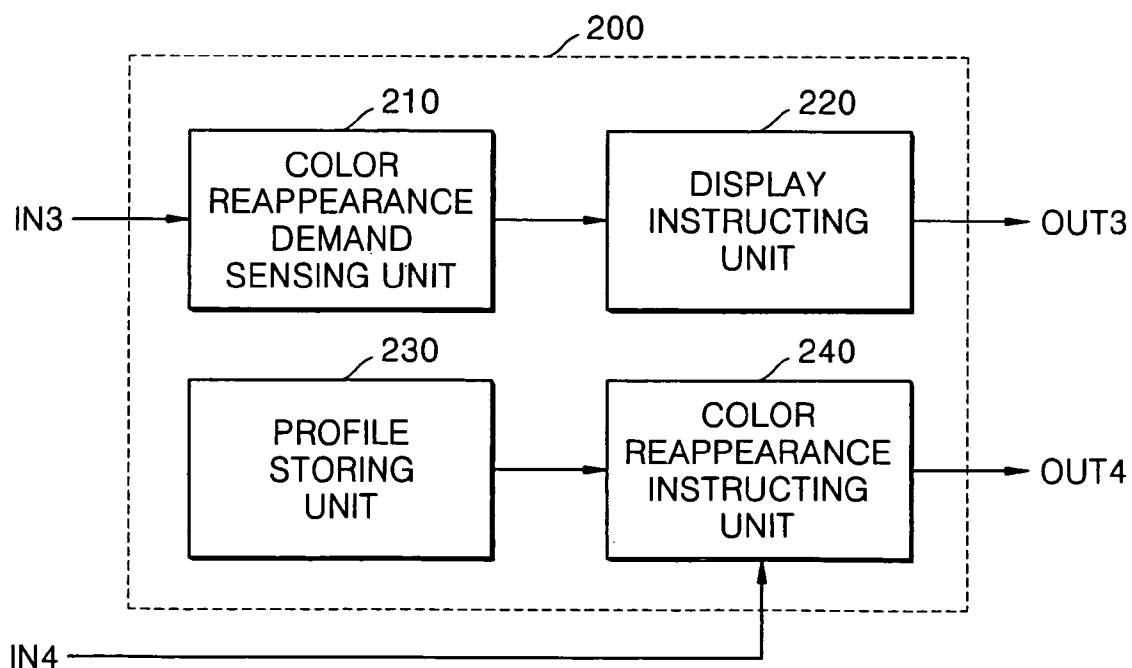 200
210
220
COLOR
REAPPEARANCE
DEMAND
SENSING UNIT
DISPLAY
INSTRUCTING
UNIT
IN3
OUT3
230
240
PROFILE
STORING
UNIT
COLOR
REAPPEARANCE
INSTRUCTING
UNIT
OUT4
IN4